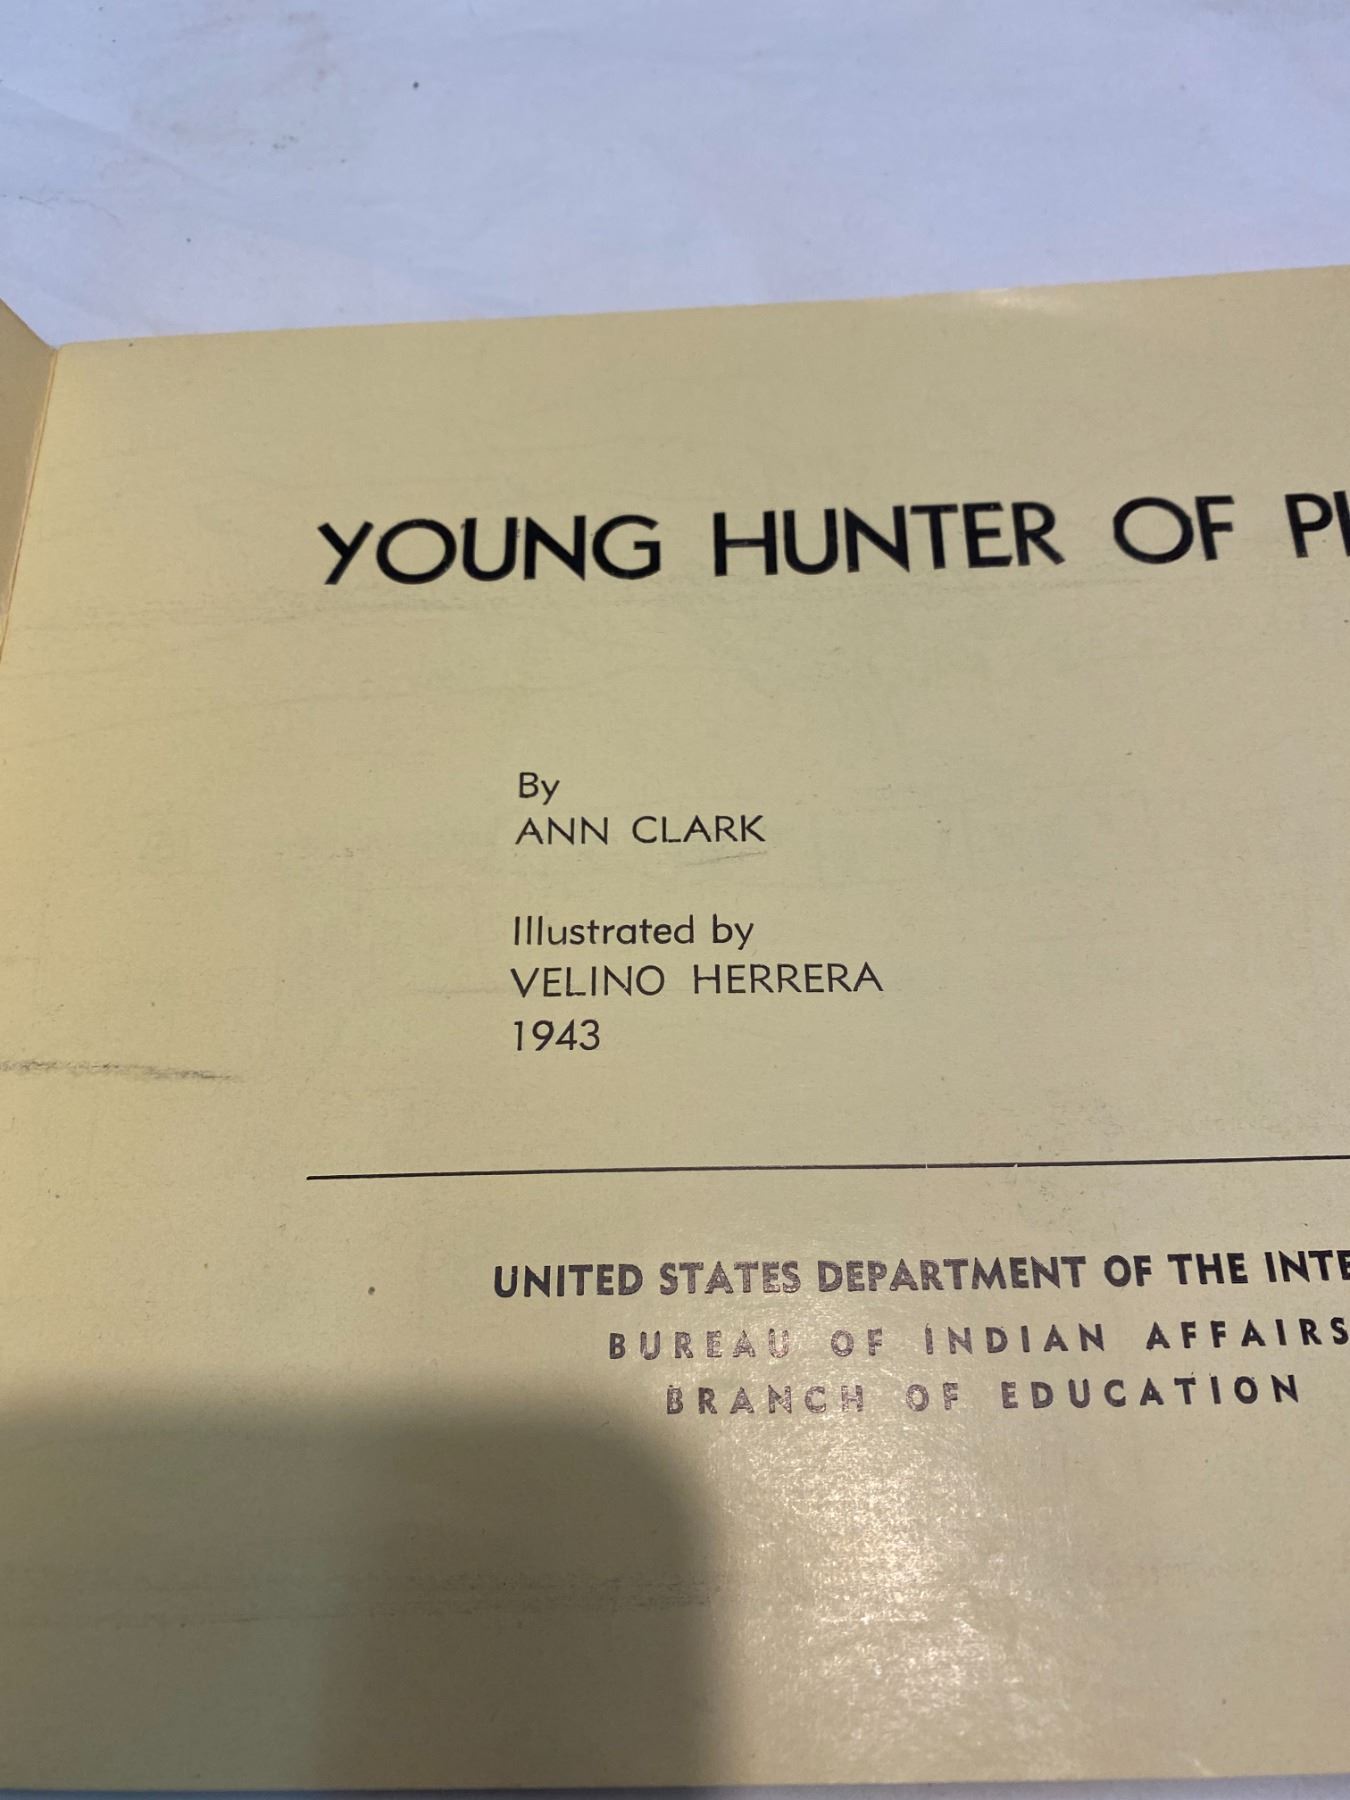 YOUNG HUNTER OF
By
ANN CLARK
Illustrated by
VELINO HERRERA
1943
UNITED STATES DEPARTMENT OF THE
BUREAU OF INDIAN AFFAIRS
BRANCH OF EDUCATION